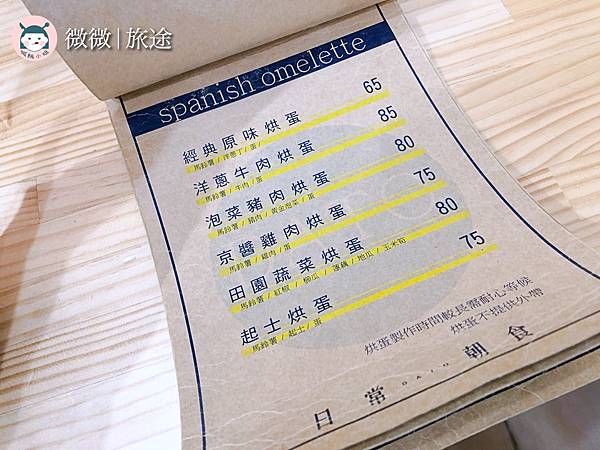 微微|旅途
spanish omelette
經典原味烘蛋 65
馬鈴薯 / 洋蔥丁 / 蛋 /
洋蔥牛肉烘蛋 85
馬鈴薯 / 牛肉 / 蛋
泡菜豬肉烘蛋 80
馬鈴薯 / 豬肉 / 黃金泡菜 / 蛋
京醬雞肉烘蛋 75
馬鈴薯 / 雞肉 / 蛋
田園蔬菜烘蛋 80
馬鈴薯 / 紅椒 / 櫛瓜 / 蓮藕 / 地瓜 / 玉米筍
起士烘蛋 75
馬鈴薯 / 起士 / 蛋
烘蛋製作時間較長需耐心等候
烘蛋不提供外帶
日常 朝食